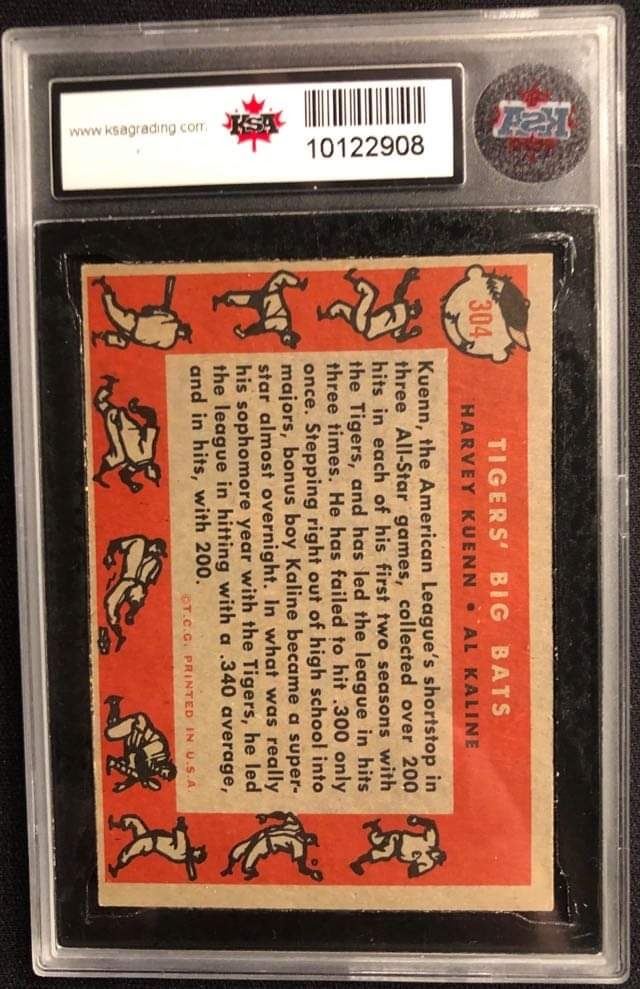 www.ksagrading.com
KSA
10122908
KSA
304
TIGERS' BIG BATS
HARVEY KUENN • AL KALINE
Kuenn, the American League's shortstop in
three All-Star games, collected over 200
hits in each of his first two seasons with
the Tigers, and has led the league in hits
three times. He has failed to hit .300 only
once. Stepping right out of high school into
majors, bonus boy Kaline became a super-
star almost overnight. In what was really
his sophomore year with the Tigers, he led
the league in hitting with a .340 average,
and in hits, with 200.
©T.C.G. PRINTED IN U.S.A